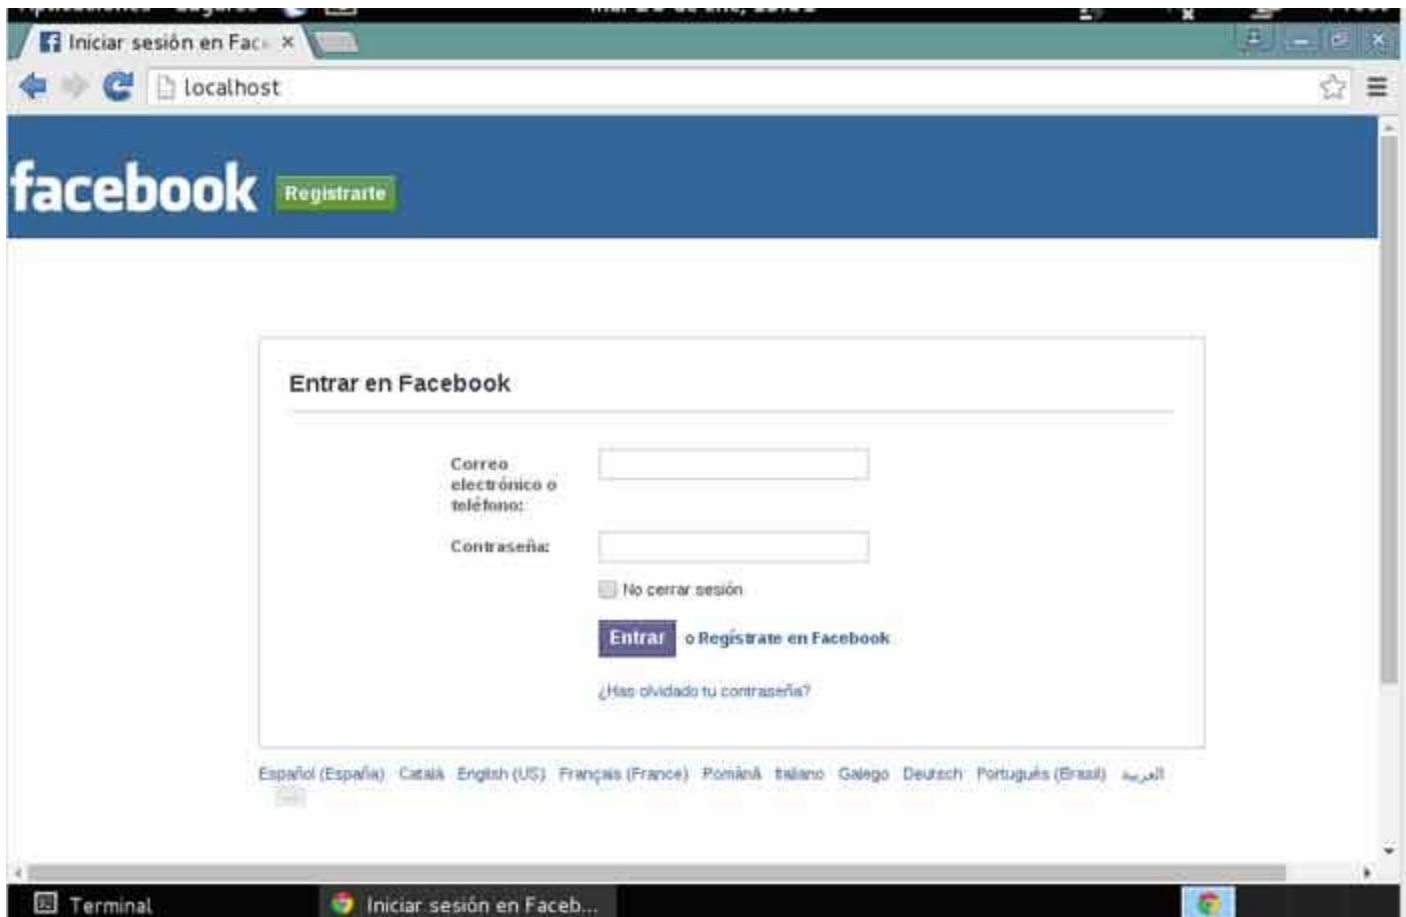 Iniciar sesión en Face
localhost
facebook
Registrarte
Entrar en Facebook
Correo
electrónico o
teléfono:
Contraseña:
No cerrar sesión
Entrar o Regístrate en Facebook
¿Has olvidado tu contraseña?
Español (España) Català English (US) Français (France) Română Italiano Galego Deutsch Português (Brasil) العربية
Terminal Iniciar sesión en Faceb...